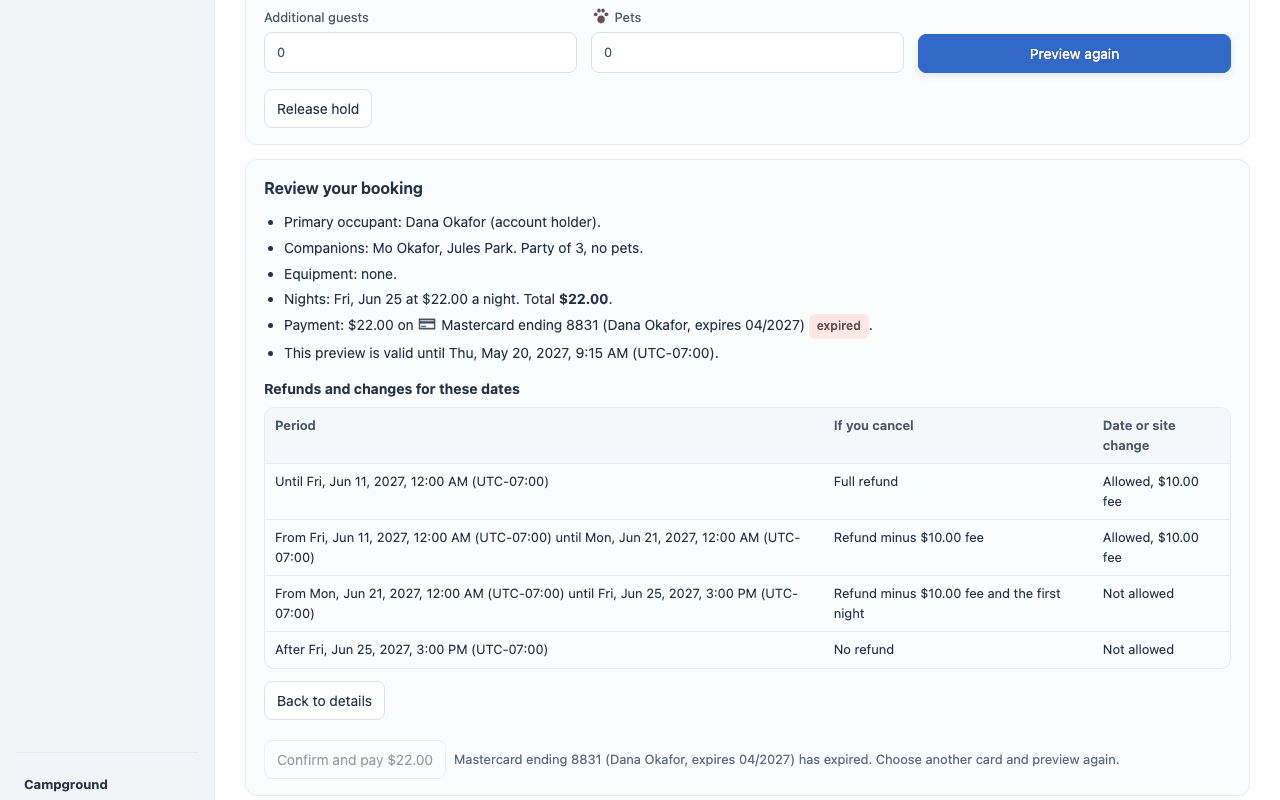 Additional guests
Pets
0
0
Preview again
Release hold
Review your booking
Primary occupant: Dana Okafor (account holder).
Companions: Mo Okafor, Jules Park. Party of 3, no pets.
Equipment: none.
Nights: Fri, Jun 25 at $22.00 a night. Total $22.00.
Payment: $22.00 on Mastercard ending 8831 (Dana Okafor, expires 04/2027) expired.
This preview is valid until Thu, May 20, 2027, 9:15 AM (UTC-07:00).
Refunds and changes for these dates
Period
If you cancel
Date or site
change
Until Fri, Jun 11, 2027, 12:00 AM (UTC-07:00)
Full refund
Allowed, $10.00
fee
From Fri, Jun 11, 2027, 12:00 AM (UTC-07:00) until Mon, Jun 21, 2027, 12:00 AM (UTC-
07:00)
Refund minus $10.00 fee
Allowed, $10.00
fee
From Mon, Jun 21, 2027, 12:00 AM (UTC-07:00) until Fri, Jun 25, 2027, 3:00 PM (UTC-
07:00)
Refund minus $10.00 fee and the first
night
Not allowed
After Fri, Jun 25, 2027, 3:00 PM (UTC-07:00)
No refund
Not allowed
Back to details
Confirm and pay $22.00
Mastercard ending 8831 (Dana Okafor, expires 04/2027) has expired. Choose another card and preview again.
Campground